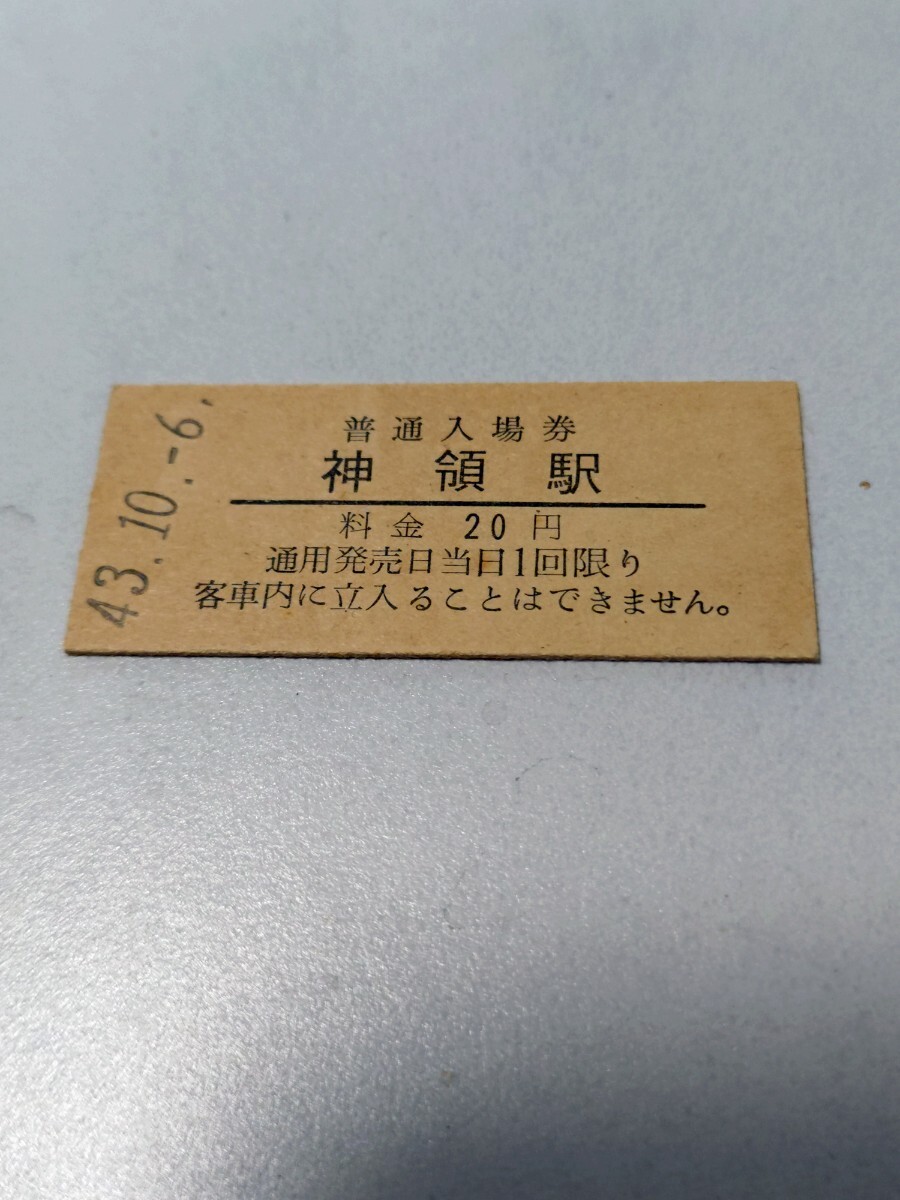 43.10.-6.
普通入場券
神領駅
料金 20円
通用発売日当日1回限り
客車内に立入ることはできません。